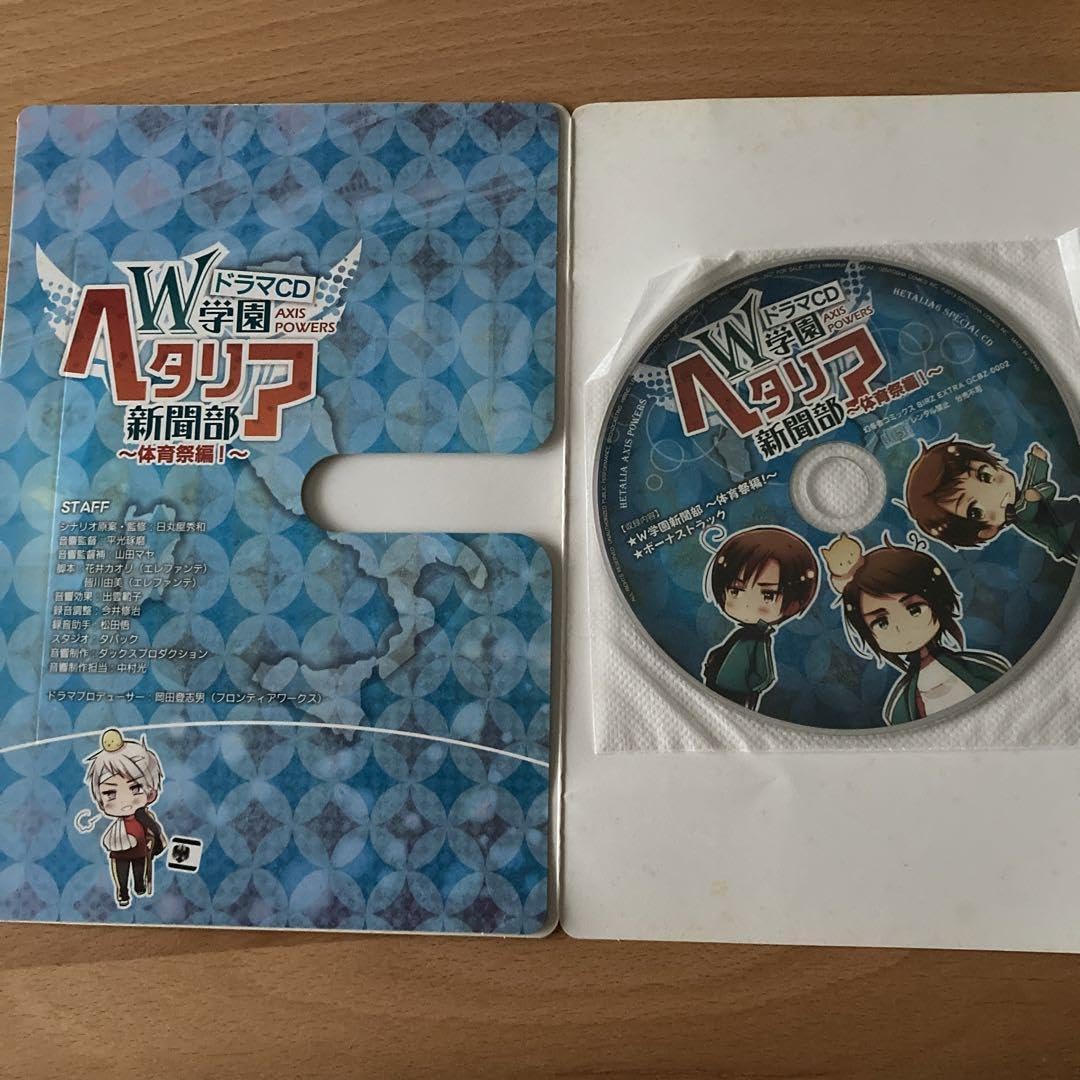 ドラマCD
W学園
AXIS POWERS
ヘタリア
新聞部
～体育祭編！～
STAFF
シナリオ原案・監修：日丸屋秀和
音響監督：平光琢磨
音響監督補：山田マヤ
脚本：花井カオリ（エレファンテ）
皆川由美（エレファンテ）
音響効果：出雲範子
録音調整：今井修治
録音助手：松田悟
スタジオ：タバック
音響制作：ダックスプロダクション
音響制作担当：中村光
ドラマプロデューサー：岡田登志男（フロンティアワークス）
ドラマCD
W学園
AXIS POWERS
ヘタリア
新聞部
～体育祭編！～
HETALIA6 SPECIAL CD
幻冬舎コミックス BIRZ EXTRA GCBZ-0002
レンタル禁止 分売不可
HETALIA AXIS POWERS
【収録内容】
★W学園新聞部 ～体育祭編！～
★ボーナストラック
MADE IN JAPAN